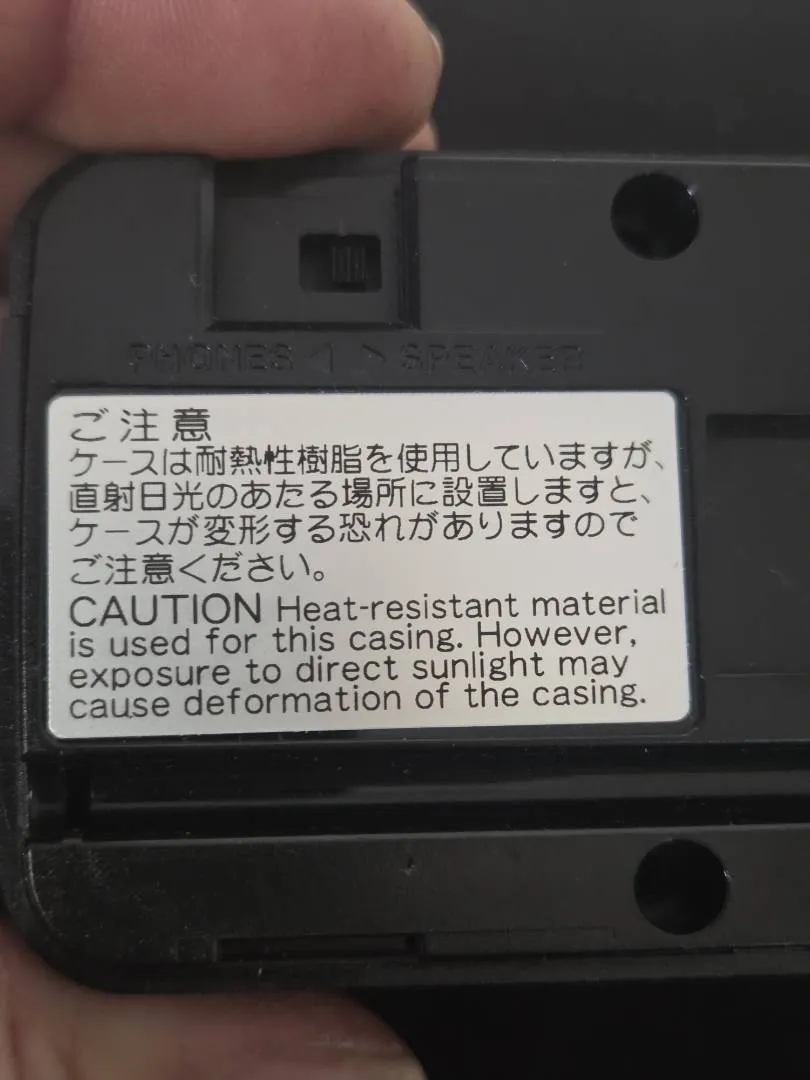 PHONES ◁ ▷ SPEAKER
ご注意
ケースは耐熱性樹脂を使用していますが、
直射日光のあたる場所に設置しますと、
ケースが変形する恐れがありますので
ご注意ください。
CAUTION Heat-resistant material
is used for this casing. However,
exposure to direct sunlight may
cause deformation of the casing.